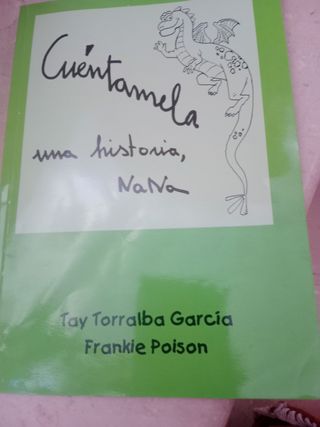 Cuéntamela
una historia,
NaNa
Tay Torralba García
Frankie Poison